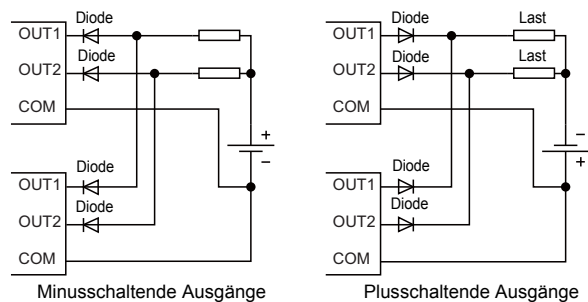 Diode
OUT1
Diode
OUT2
COM
+
−
Diode
OUT1
Diode
OUT2
COM
Minusschaltende Ausgänge
Diode
Last
OUT1
Diode
Last
OUT2
COM
−
+
Diode
OUT1
Diode
OUT2
COM
Plusschaltende Ausgänge